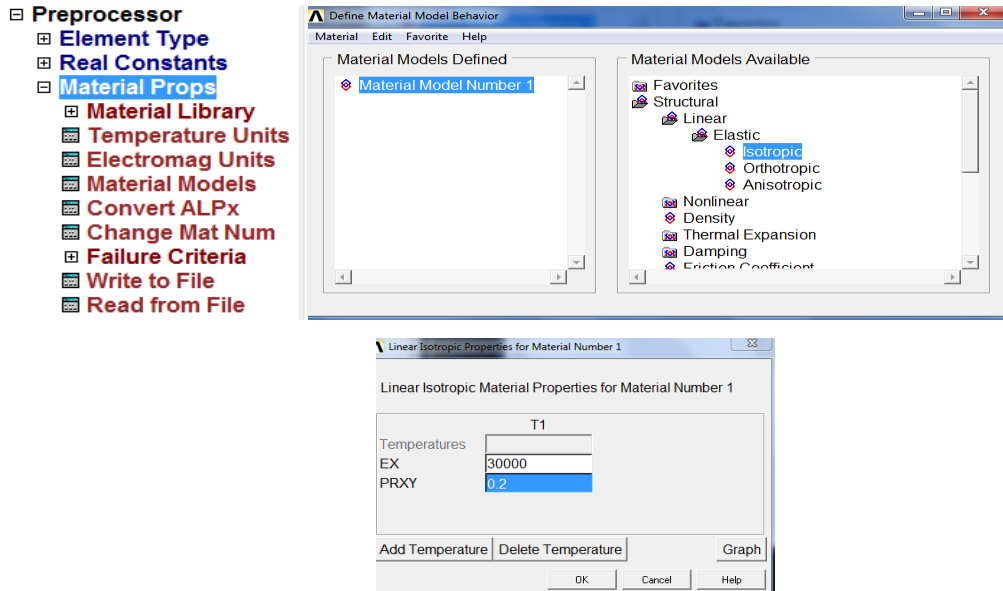 Preprocessor
Element Type
Real Constants
Material Props
Material Library
Temperature Units
Electromag Units
Material Models
Convert ALPx
Change Mat Num
Failure Criteria
Write to File
Read from File
Define Material Model Behavior
Material Edit Favorite Help
Material Models Defined
Material Model Number 1
Material Models Available
Favorites
Structural
Linear
Elastic
Isotropic
Orthotropic
Anisotropic
Nonlinear
Density
Thermal Expansion
Damping
Friction Coefficient
Linear Isotropic Properties for Material Number 1
Linear Isotropic Material Properties for Material Number 1
T1
Temperatures
EX 30000
PRXY 0.2
Add Temperature Delete Temperature Graph
OK Cancel Help